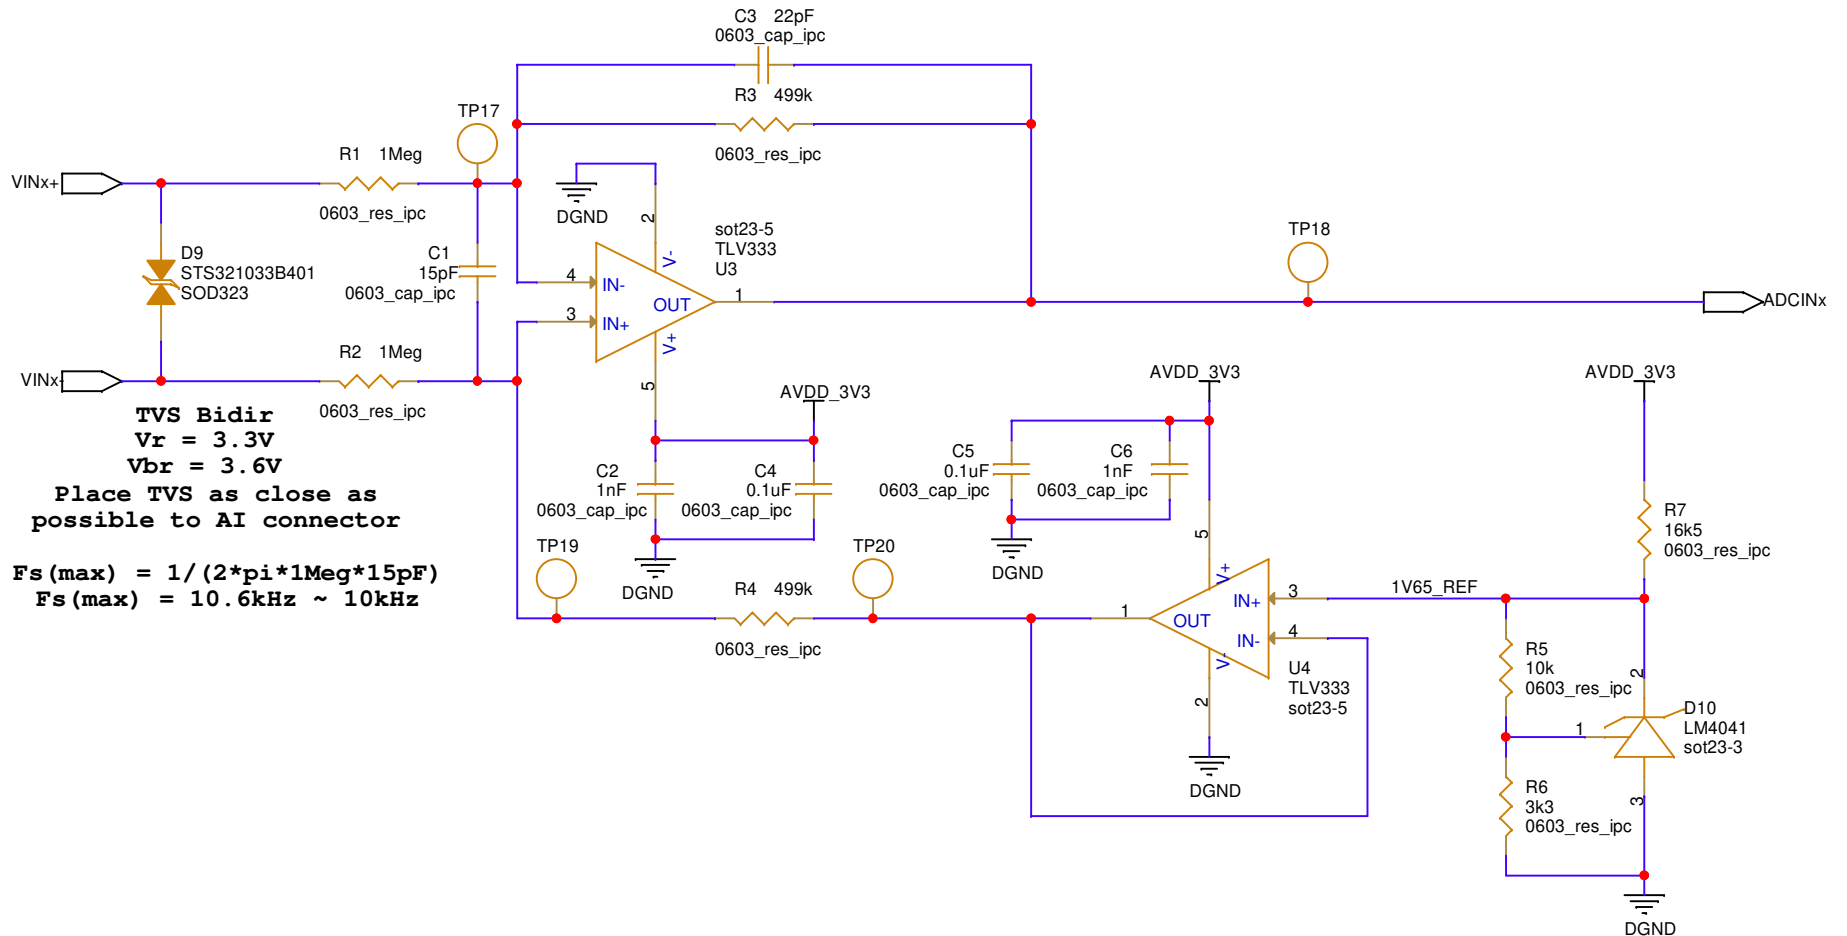 C3 22pF
0603_cap_ipc
R3 499k
0603_res_ipc
TP17
R1 1Meg
0603_res_ipc
VINx+
D9
STS321033B401
SOD323
C1
15pF
0603_cap_ipc
R2 1Meg
0603_res_ipc
VINx-
DGND
2
V-
sot23-5
TLV333
U3
4
IN-
OUT
1
3
IN+
V+
5
TP18
ADCINx
TVS Bidir
Vr = 3.3V
Vbr = 3.6V
Place TVS as close as
possible to AI connector
Fs(max) = 1/(2*pi*1Meg*15pF)
Fs(max) = 10.6kHz ~ 10kHz
AVDD_3V3
C2
1nF
0603_cap_ipc
C4
0.1uF
0603_cap_ipc
DGND
TP19
R4 499k
0603_res_ipc
TP20
AVDD_3V3
C5
0.1uF
0603_cap_ipc
C6
1nF
0603_cap_ipc
DGND
5
V+
IN+
3
1
OUT
IN-
4
V-
2
U4
TLV333
sot23-5
DGND
1V65_REF
AVDD_3V3
R7
16k5
0603_res_ipc
R5
10k
0603_res_ipc
2
1
D10
LM4041
sot23-3
R6
3k3
0603_res_ipc
3
DGND